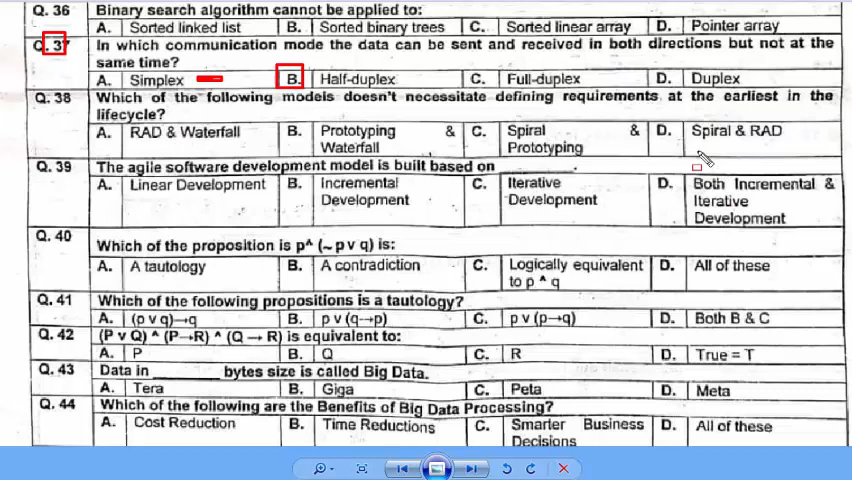 Q. 36 Binary search algorithm cannot be applied to:
A. Sorted linked list B. Sorted binary trees C. Sorted linear array D. Pointer array
Q. 37 In which communication mode the data can be sent and received in both directions but not at the
same time?
A. Simplex B. Half-duplex C. Full-duplex D. Duplex
Q. 38 Which of the following models doesn't necessitate defining requirements at the earliest in the
lifecycle?
A. RAD & Waterfall B. Prototyping & C. Spiral & D. Spiral & RAD
Waterfall Prototyping
Q. 39 The agile software development model is built based on __________.
A. Linear Development B. Incremental C. Iterative D. Both Incremental &
Development Development Iterative
Development
Q. 40 Which of the proposition is p^ (~ p v q) is:
A. A tautology B. A contradiction C. Logically equivalent D. All of these
to p ^ q
Q. 41 Which of the following propositions is a tautology?
A. (p v q)→q B. p v (q→p) C. p v (p→q) D. Both B & C
Q. 42 (P v Q) ^ (P→R) ^ (Q → R) is equivalent to:
A. P B. Q C. R D. True = T
Q. 43 Data in ________ bytes size is called Big Data.
A. Tera B. Giga C. Peta D. Meta
Q. 44 Which of the following are the Benefits of Big Data Processing?
A. Cost Reduction B. Time Reductions C. Smarter Business D. All of these
Decisions